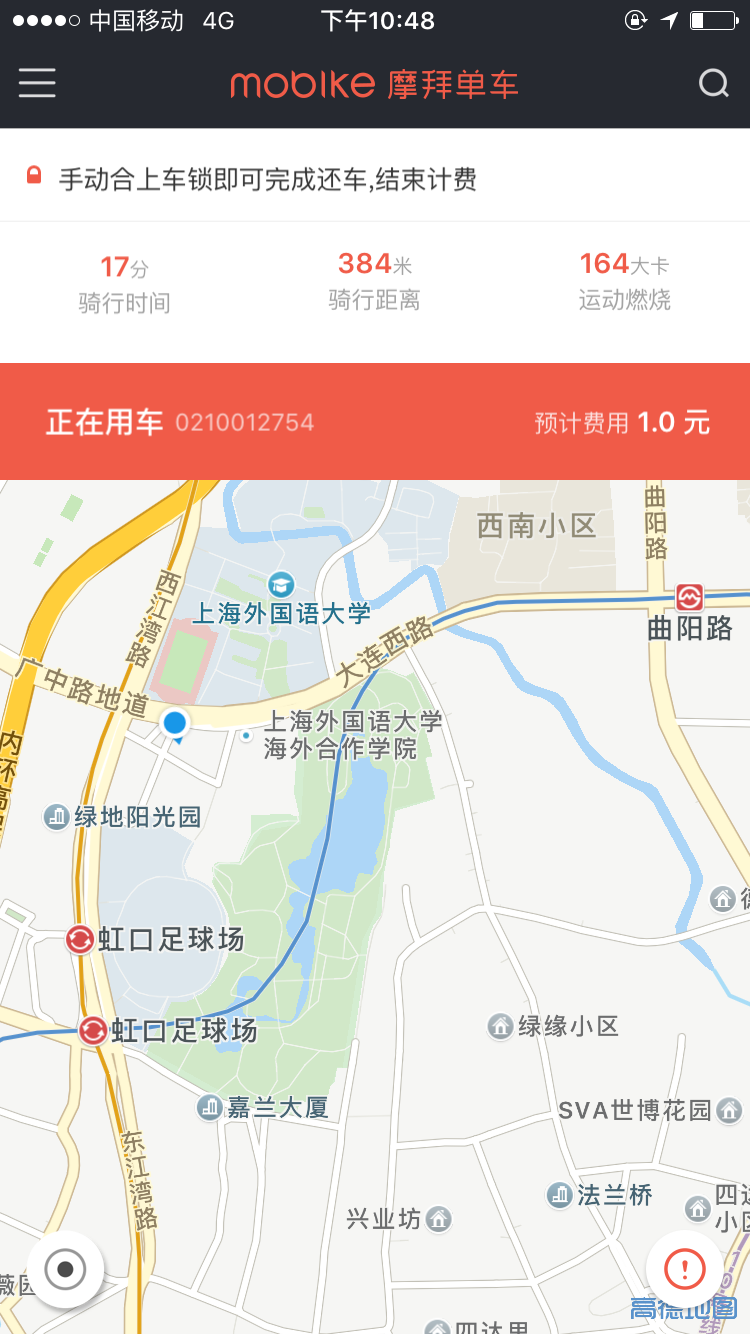 中国移动 4G 下午10:48
mobike 摩拜单车
手动合上车锁即可完成还车,结束计费
17分 384米 164大卡
骑行时间 骑行距离 运动燃烧
正在用车 0210012754 预计费用 1.0 元
西南小区
曲阳路
西江湾路
上海外国语大学
曲阳路
大连西路
广中路地道
上海外国语大学
海外合作学院
内环高架
绿地阳光园
虹口足球场
虹口足球场
绿缘小区
嘉兰大厦
SVA世博花园
东江湾路
法兰桥
兴业坊
小区
高德地图
四达里